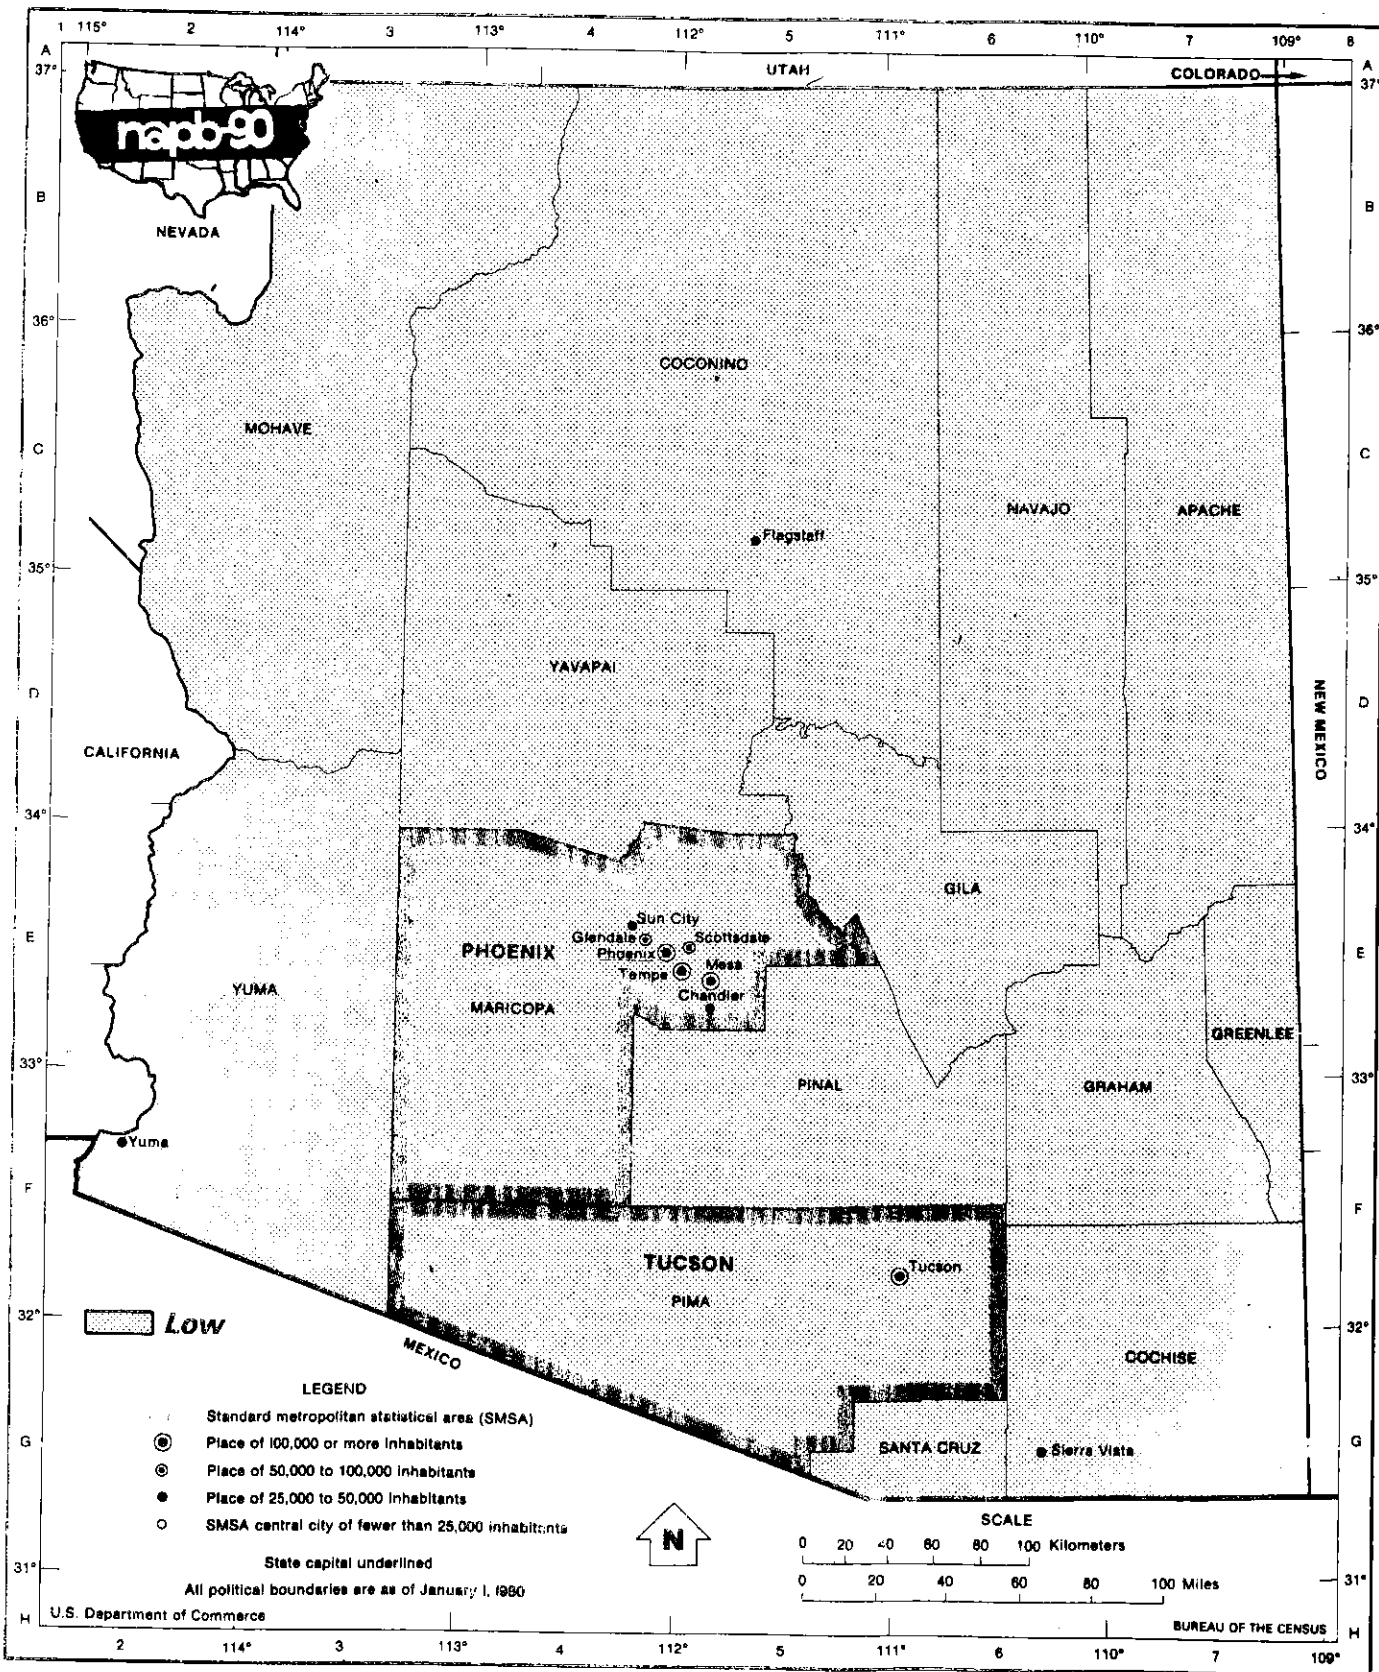 1 115° 2 114° 3 113° 4 112° 5 111° 6 110° 7 109° 8
A A
37° 37°
UTAH
COLORADO
napb-90
B B
NEVADA
36° 36°
COCONINO
MOHAVE
C C
NAVAJO
APACHE
Flagstaff
35° 35°
YAVAPAI
D D
NEW MEXICO
CALIFORNIA
34° 34°
GILA
Sun City
E E
Glendale
Scottsdale
PHOENIX
Phoenix
Mesa
Tempe
YUMA
Chandler
MARICOPA
GREENLEE
33° 33°
PINAL
GRAHAM
Yuma
F F
TUCSON
Tucson
PIMA
32° 32°
Low
MEXICO
COCHISE
LEGEND
Standard metropolitan statistical area (SMSA)
Place of 100,000 or more inhabitants
G G
SANTA CRUZ
Sierra Vista
Place of 50,000 to 100,000 inhabitants
Place of 25,000 to 50,000 inhabitants
SMSA central city of fewer than 25,000 inhabitants
N
SCALE
0 20 40 60 80 100 Kilometers
0 20 40 60 80 100 Miles
State capital underlined
31° 31°
All political boundaries are as of January 1, 1980
H H
U.S. Department of Commerce
BUREAU OF THE CENSUS
2 114° 3 113° 4 112° 5 111° 6 110° 7 109°